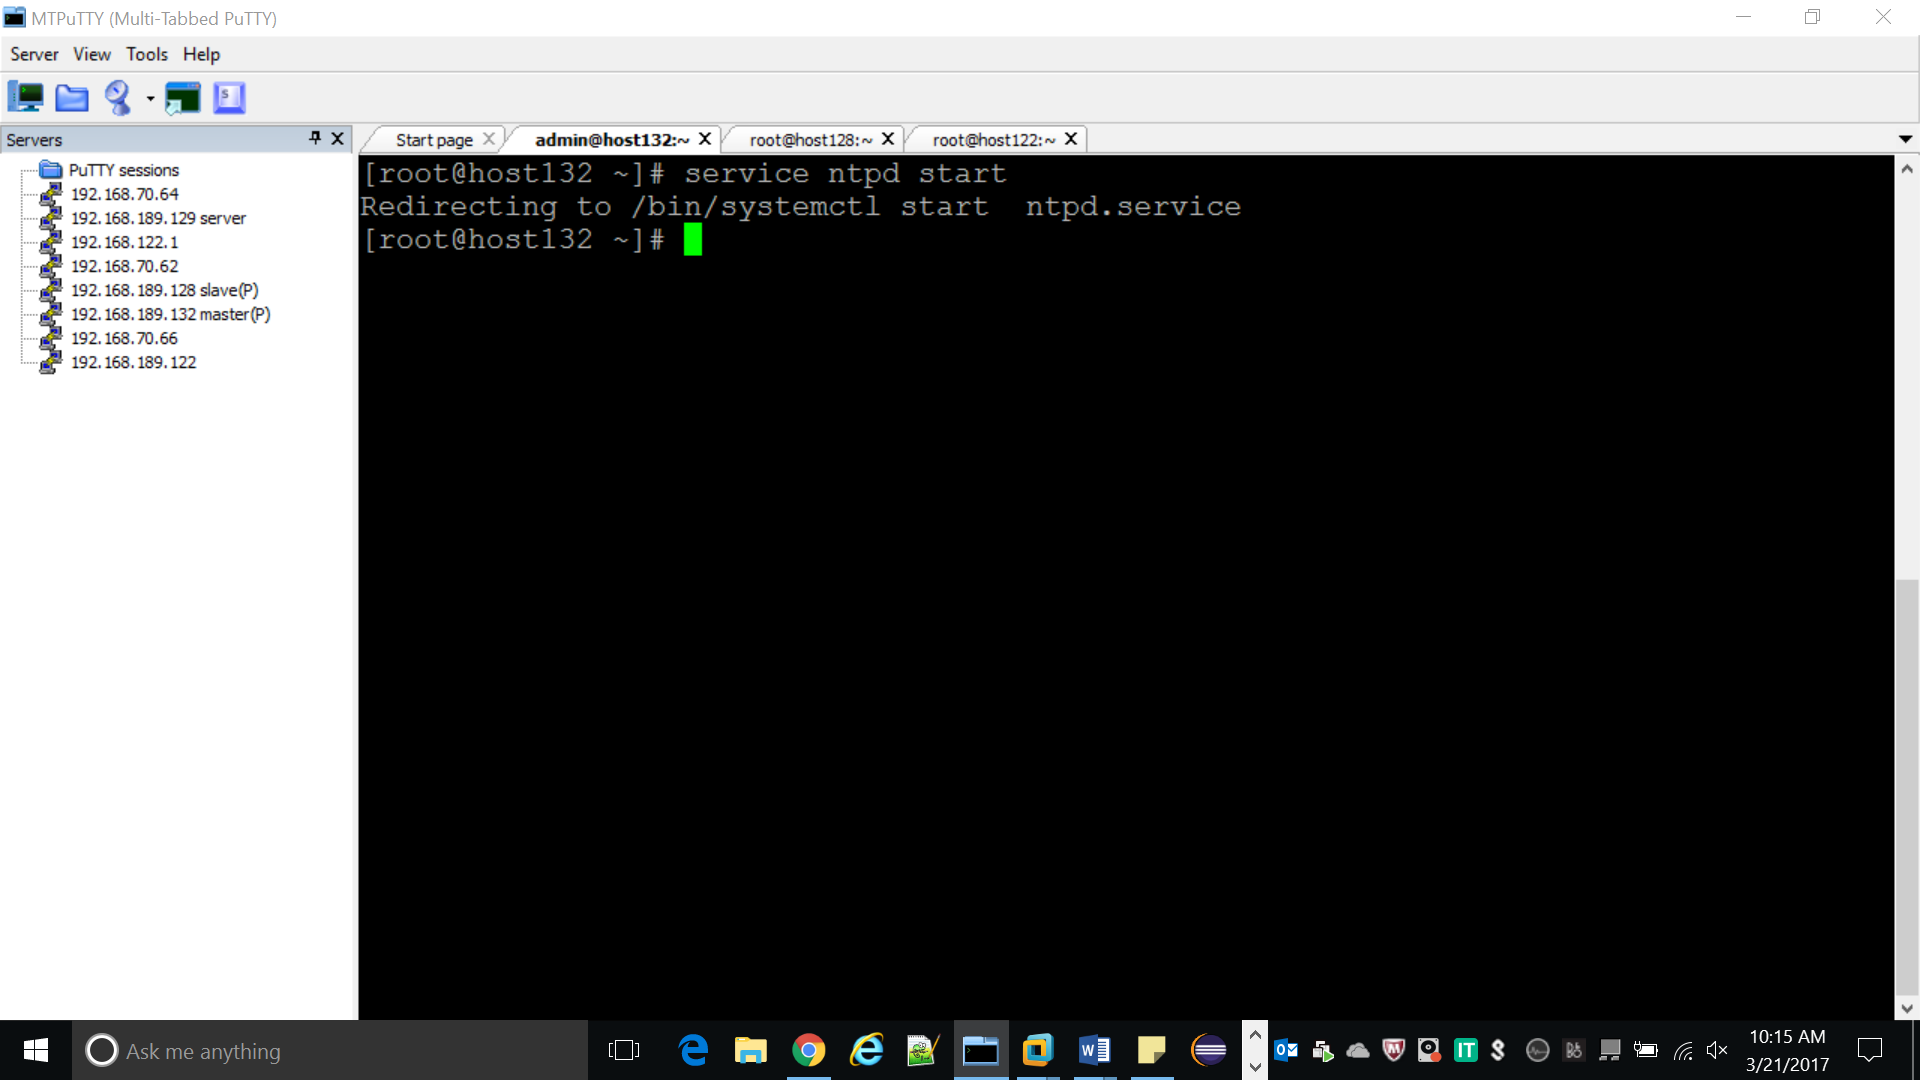 MTPuTTY (Multi-Tabbed PuTTY)
Server View Tools Help
Servers
Start page admin@host132:~ root@host128:~ root@host122:~
PuTTY sessions
192.168.70.64
192.168.189.129 server
192.168.122.1
192.168.70.62
192.168.189.128 slave(P)
192.168.189.132 master(P)
192.168.70.66
192.168.189.122
[root@host132 ~]# service ntpd start
Redirecting to /bin/systemctl start  ntpd.service
[root@host132 ~]#
Ask me anything
IT
10:15 AM
3/21/2017